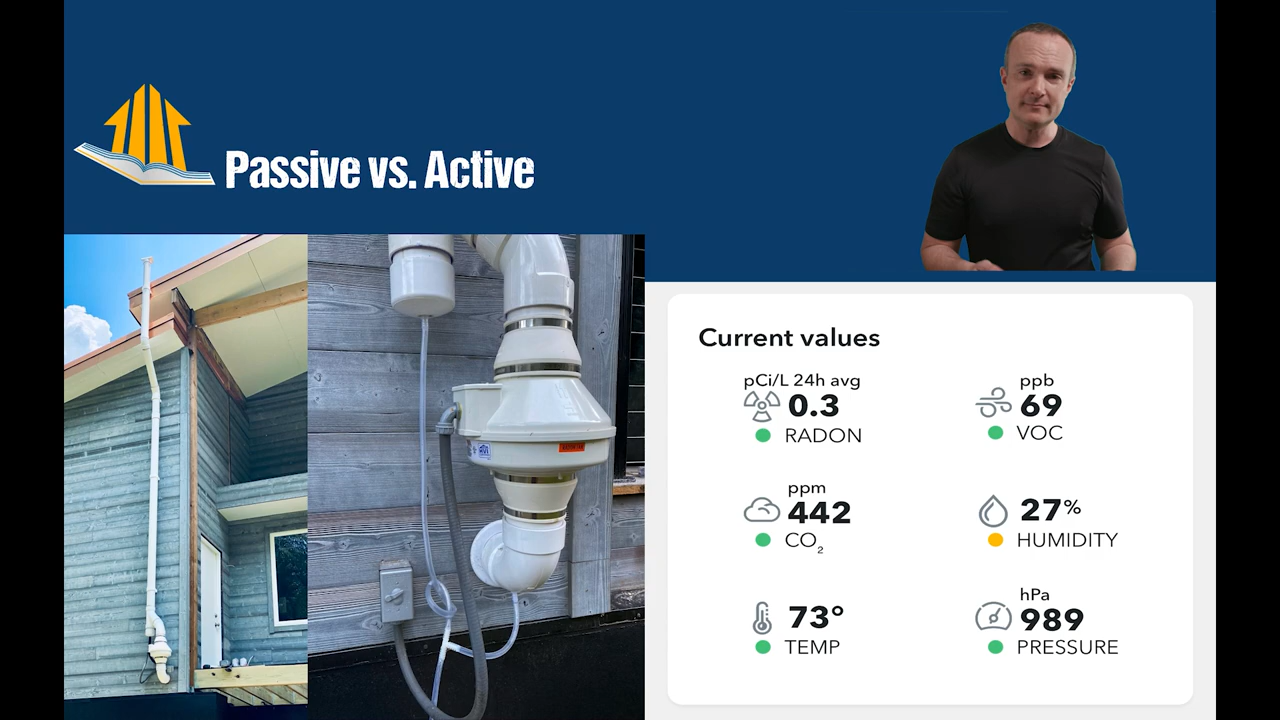 Passive vs. Active
Current values
pCi/L 24h avg
0.3
RADON
ppb
69
VOC
ppm
442
CO₂
27%
HUMIDITY
73°
TEMP
hPa
989
PRESSURE